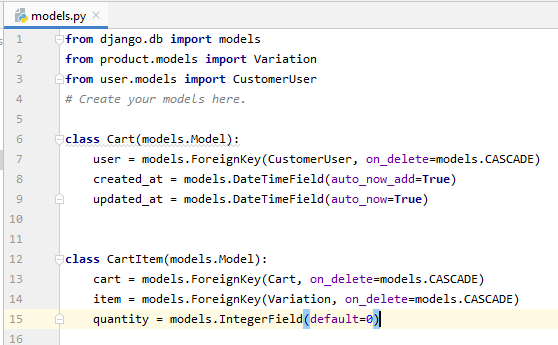 models.py
1 from django.db import models
2 from product.models import Variation
3 from user.models import CustomerUser
4 # Create your models here.
5
6 class Cart(models.Model):
7     user = models.ForeignKey(CustomerUser, on_delete=models.CASCADE)
8     created_at = models.DateTimeField(auto_now_add=True)
9     updated_at = models.DateTimeField(auto_now=True)
10
11
12 class CartItem(models.Model):
13     cart = models.ForeignKey(Cart, on_delete=models.CASCADE)
14     item = models.ForeignKey(Variation, on_delete=models.CASCADE)
15     quantity = models.IntegerField(default=0)
16